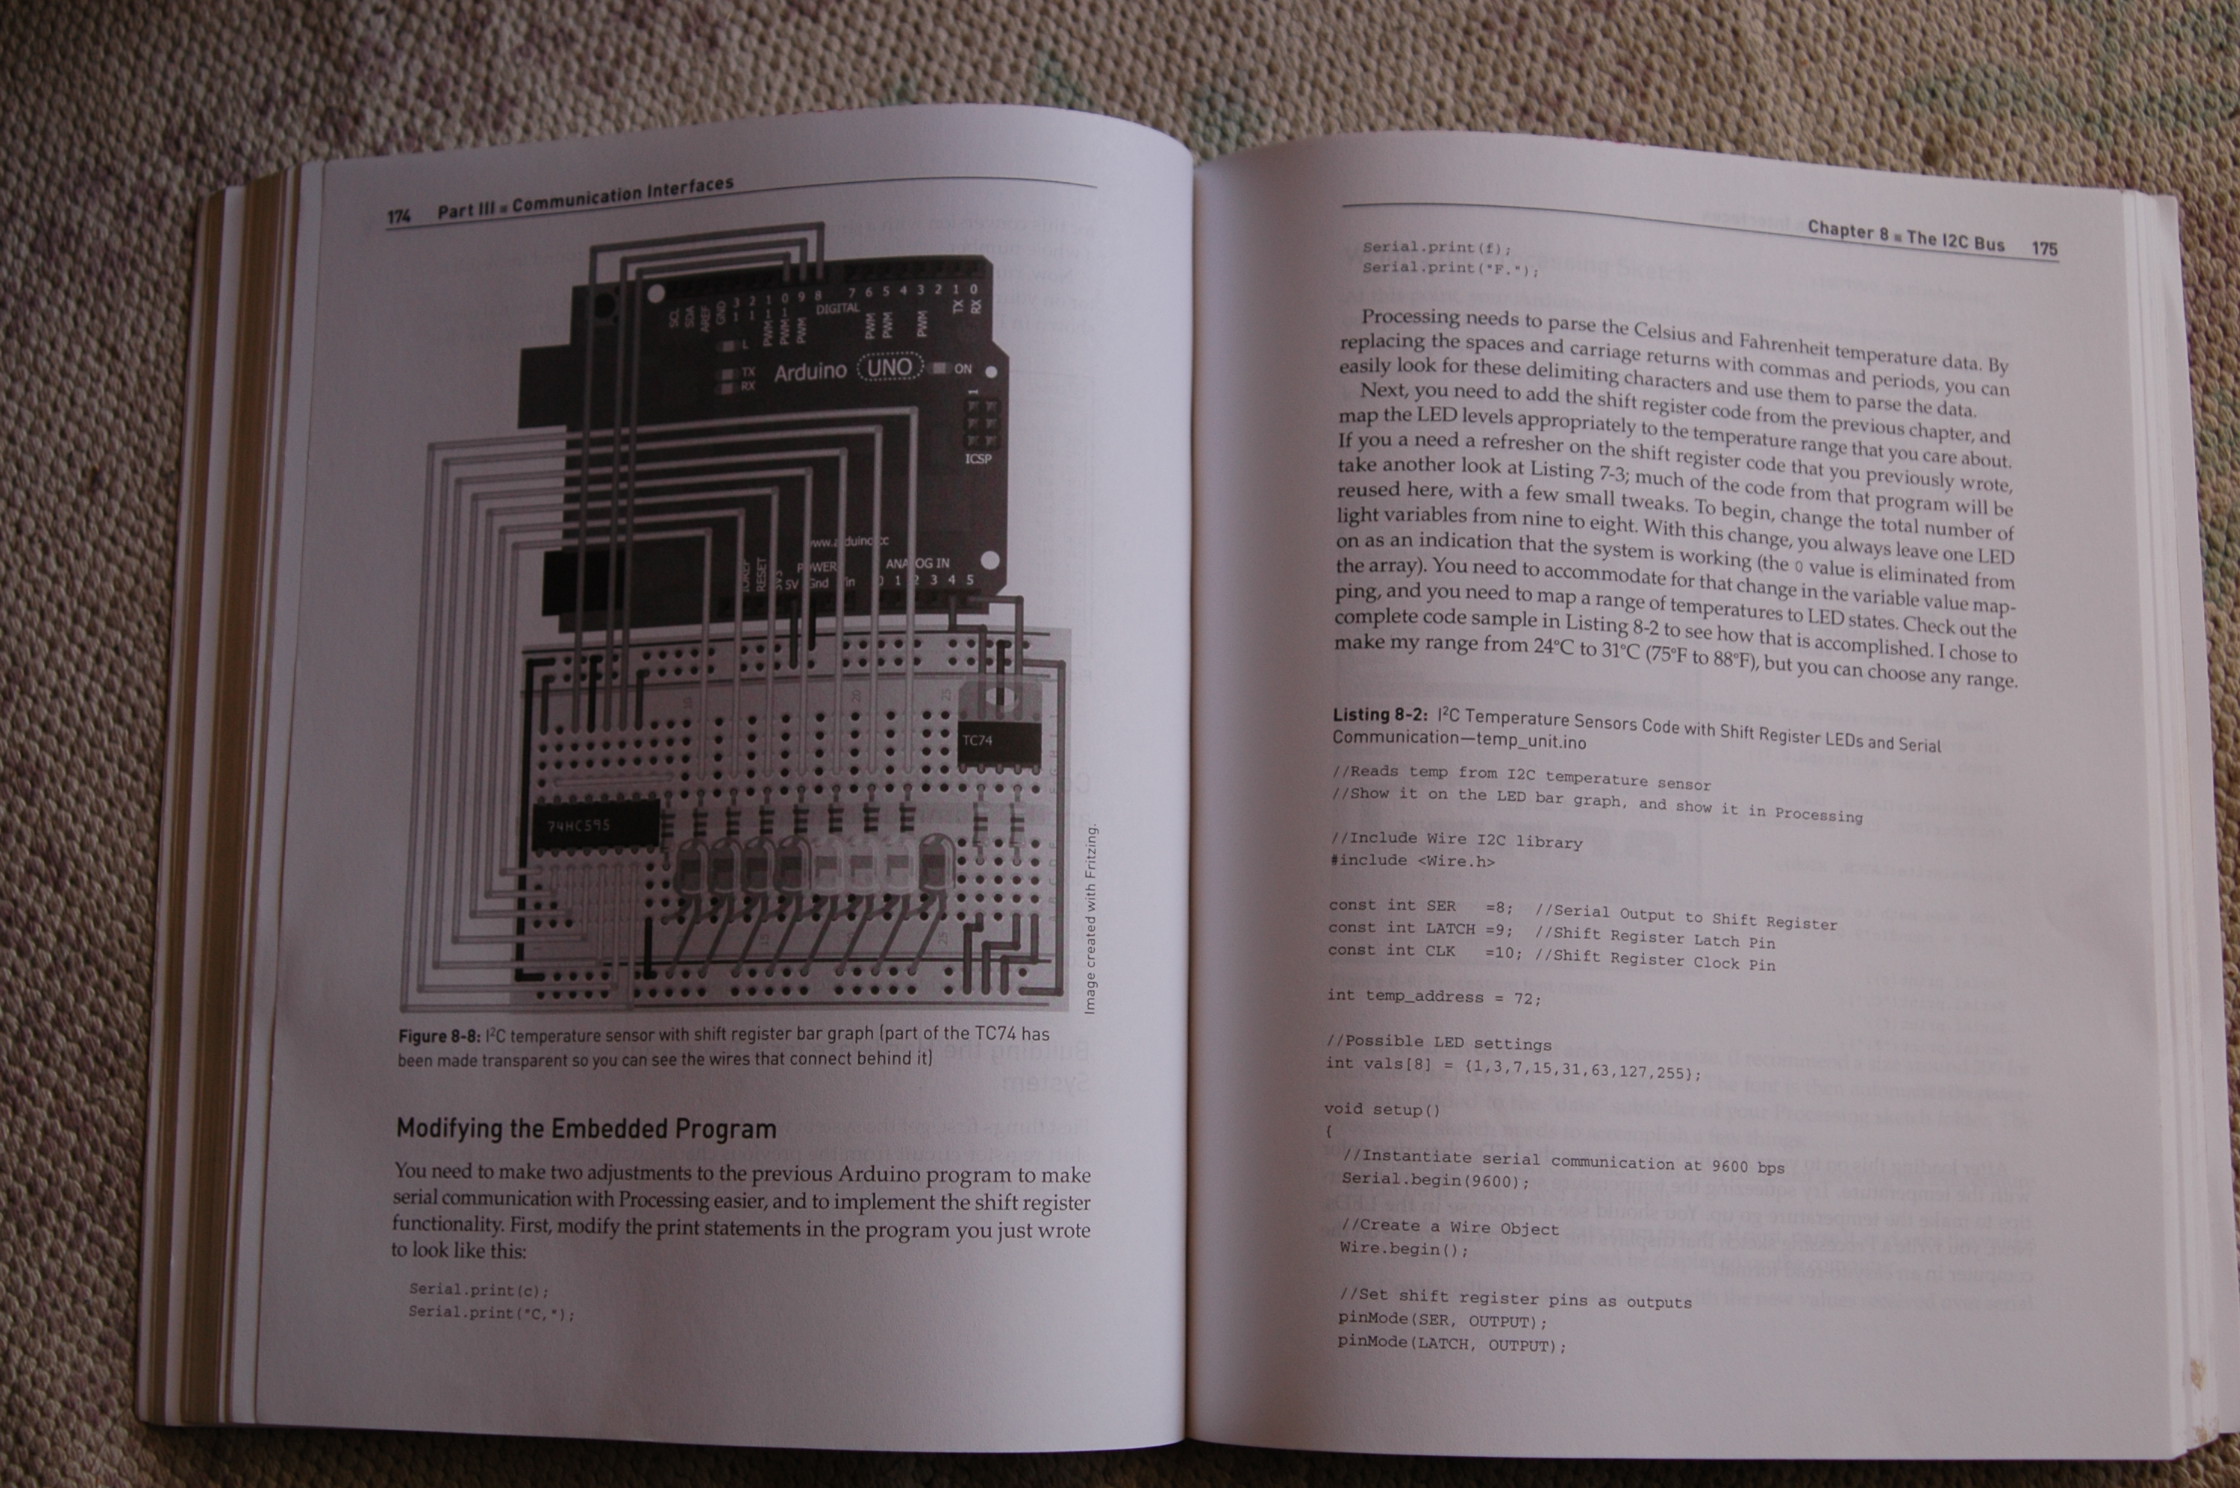 174 Part III ■ Communication Interfaces
SCL
SDA
AREF
GND
3 2 1 0 9 8
1 1 1 1
7 6 5 4 3 2 1 0
PWM
PWM
PWM
DIGITAL
PWM
PWM
PWM
TX
RX
L
TX
RX
Arduino
UNO
ON
1
ICSP
RESET
5V
Gnd
POWER
ANALOG IN
0 1 2 3 4 5
TC74
25
20
10
74HC595
15
25
Image created with Fritzing.
Figure 8-8: I²C temperature sensor with shift register bar graph (part of the TC74 has
been made transparent so you can see the wires that connect behind it)
Modifying the Embedded Program
You need to make two adjustments to the previous Arduino program to make
serial communication with Processing easier, and to implement the shift register
functionality. First, modify the print statements in the program you just wrote
to look like this:
Serial.print(c);
Serial.print("C,");
Chapter 8 ■ The I2C Bus 175
Serial.print(f);
Serial.print("F.");
Processing needs to parse the Celsius and Fahrenheit temperature data. By
replacing the spaces and carriage returns with commas and periods, you can
easily look for these delimiting characters and use them to parse the data.
Next, you need to add the shift register code from the previous chapter, and
map the LED levels appropriately to the temperature range that you care about.
If you a need a refresher on the shift register code that you previously wrote,
take another look at Listing 7-3; much of the code from that program will be
reused here, with a few small tweaks. To begin, change the total number of
light variables from nine to eight. With this change, you always leave one LED
on as an indication that the system is working (the 0 value is eliminated from
the array). You need to accommodate for that change in the variable value map-
ping, and you need to map a range of temperatures to LED states. Check out the
complete code sample in Listing 8-2 to see how that is accomplished. I chose to
make my range from 24°C to 31°C (75°F to 88°F), but you can choose any range.
Listing 8-2: I²C Temperature Sensors Code with Shift Register LEDs and Serial
Communication—temp_unit.ino
//Reads temp from I2C temperature sensor
//Show it on the LED bar graph, and show it in Processing
//Include Wire I2C library
#include <Wire.h>
const int SER =8; //Serial Output to Shift Register
const int LATCH =9; //Shift Register Latch Pin
const int CLK =10; //Shift Register Clock Pin
int temp_address = 72;
//Possible LED settings
int vals[8] = {1,3,7,15,31,63,127,255};
void setup()
{
//Instantiate serial communication at 9600 bps
Serial.begin(9600);
//Create a Wire Object
Wire.begin();
//Set shift register pins as outputs
pinMode(SER, OUTPUT);
pinMode(LATCH, OUTPUT);